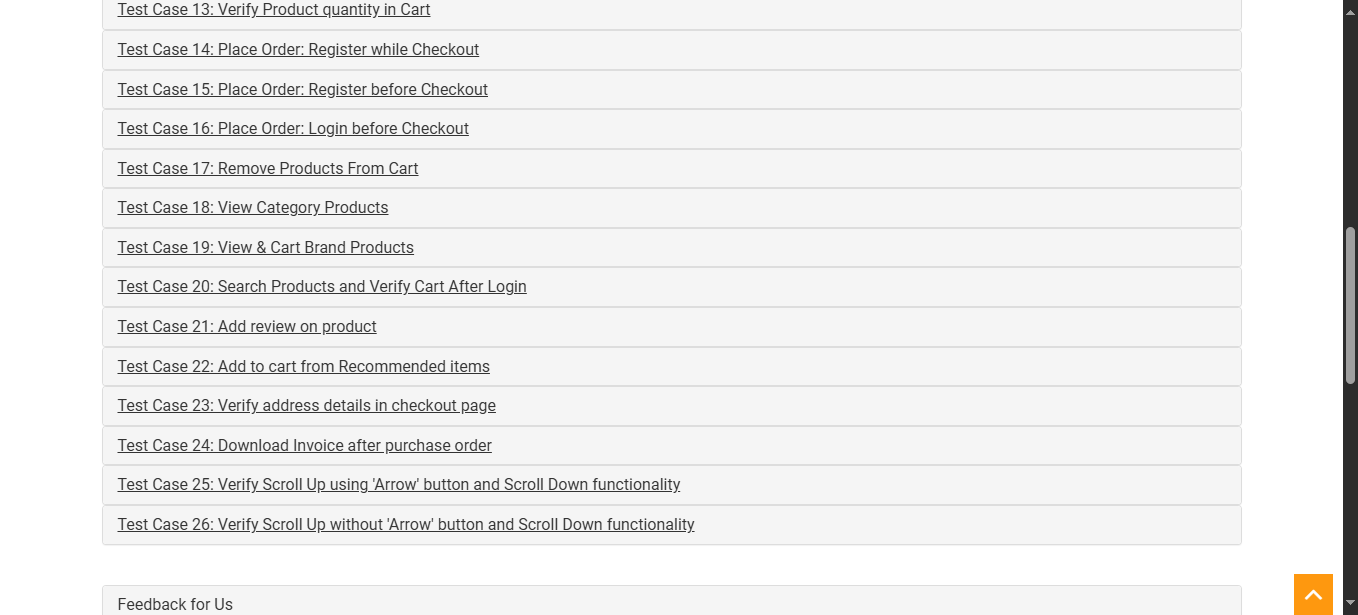 Test Case 13: Verify Product quantity in Cart
Test Case 14: Place Order: Register while Checkout
Test Case 15: Place Order: Register before Checkout
Test Case 16: Place Order: Login before Checkout
Test Case 17: Remove Products From Cart
Test Case 18: View Category Products
Test Case 19: View & Cart Brand Products
Test Case 20: Search Products and Verify Cart After Login
Test Case 21: Add review on product
Test Case 22: Add to cart from Recommended items
Test Case 23: Verify address details in checkout page
Test Case 24: Download Invoice after purchase order
Test Case 25: Verify Scroll Up using 'Arrow' button and Scroll Down functionality
Test Case 26: Verify Scroll Up without 'Arrow' button and Scroll Down functionality
Feedback for Us